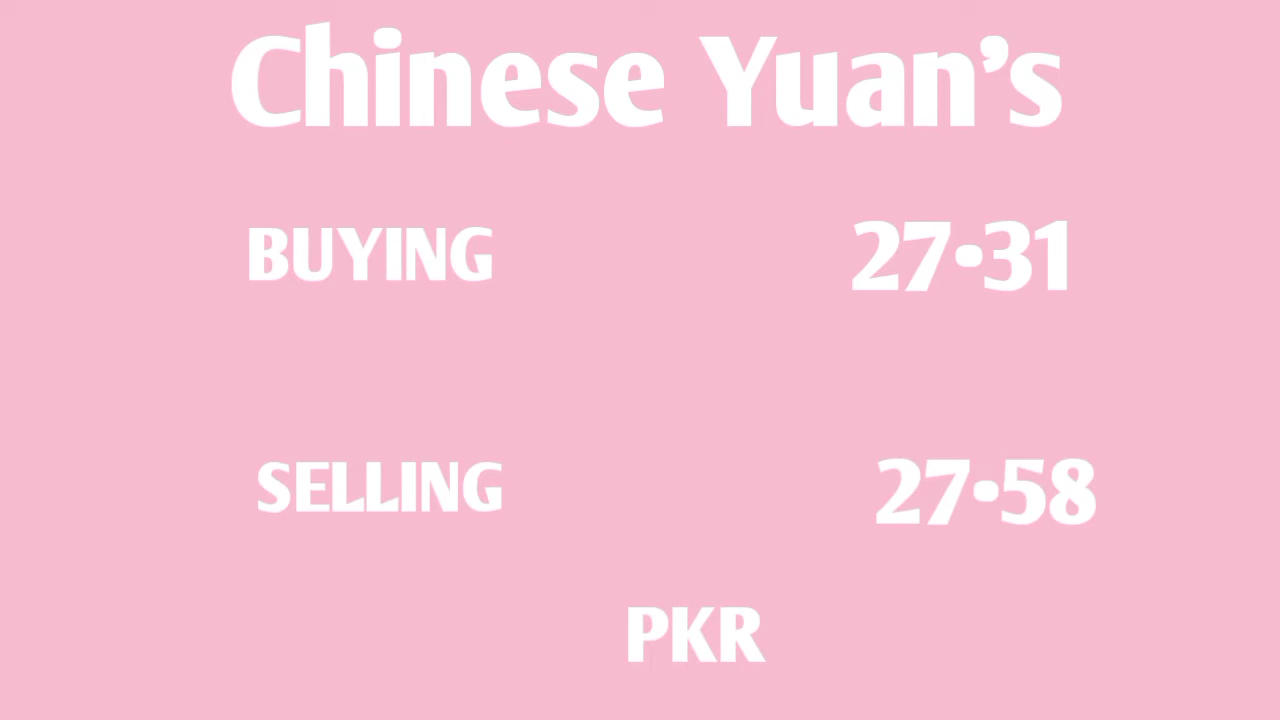 Chinese Yuan’s
BUYING 27•31
SELLING 27•58
PKR